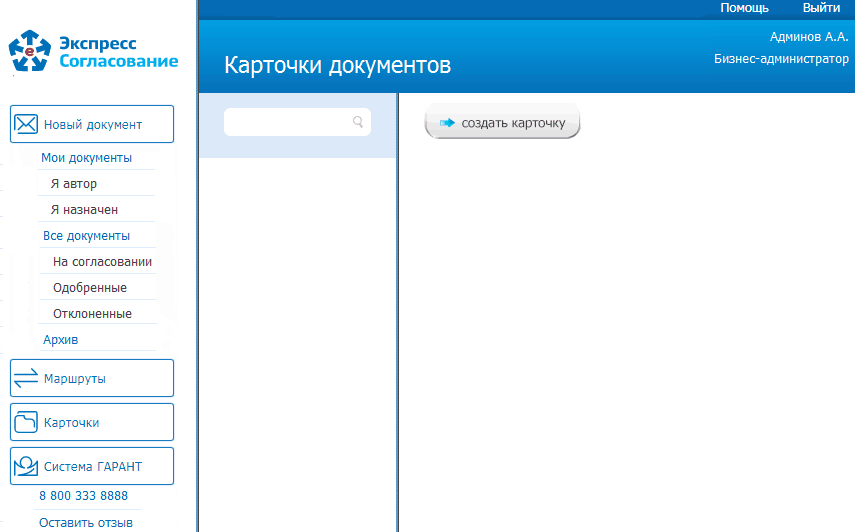 Помощь
Выйти
Экспресс
Согласование
е
Карточки документов
Админов А.А.
Бизнес-администратор
Новый документ
Мои документы
Я автор
Я назначен
Все документы
На согласовании
Одобренные
Отклоненные
Архив
Маршруты
Карточки
Система ГАРАНТ
8 800 333 8888
Оставить отзыв
создать карточку